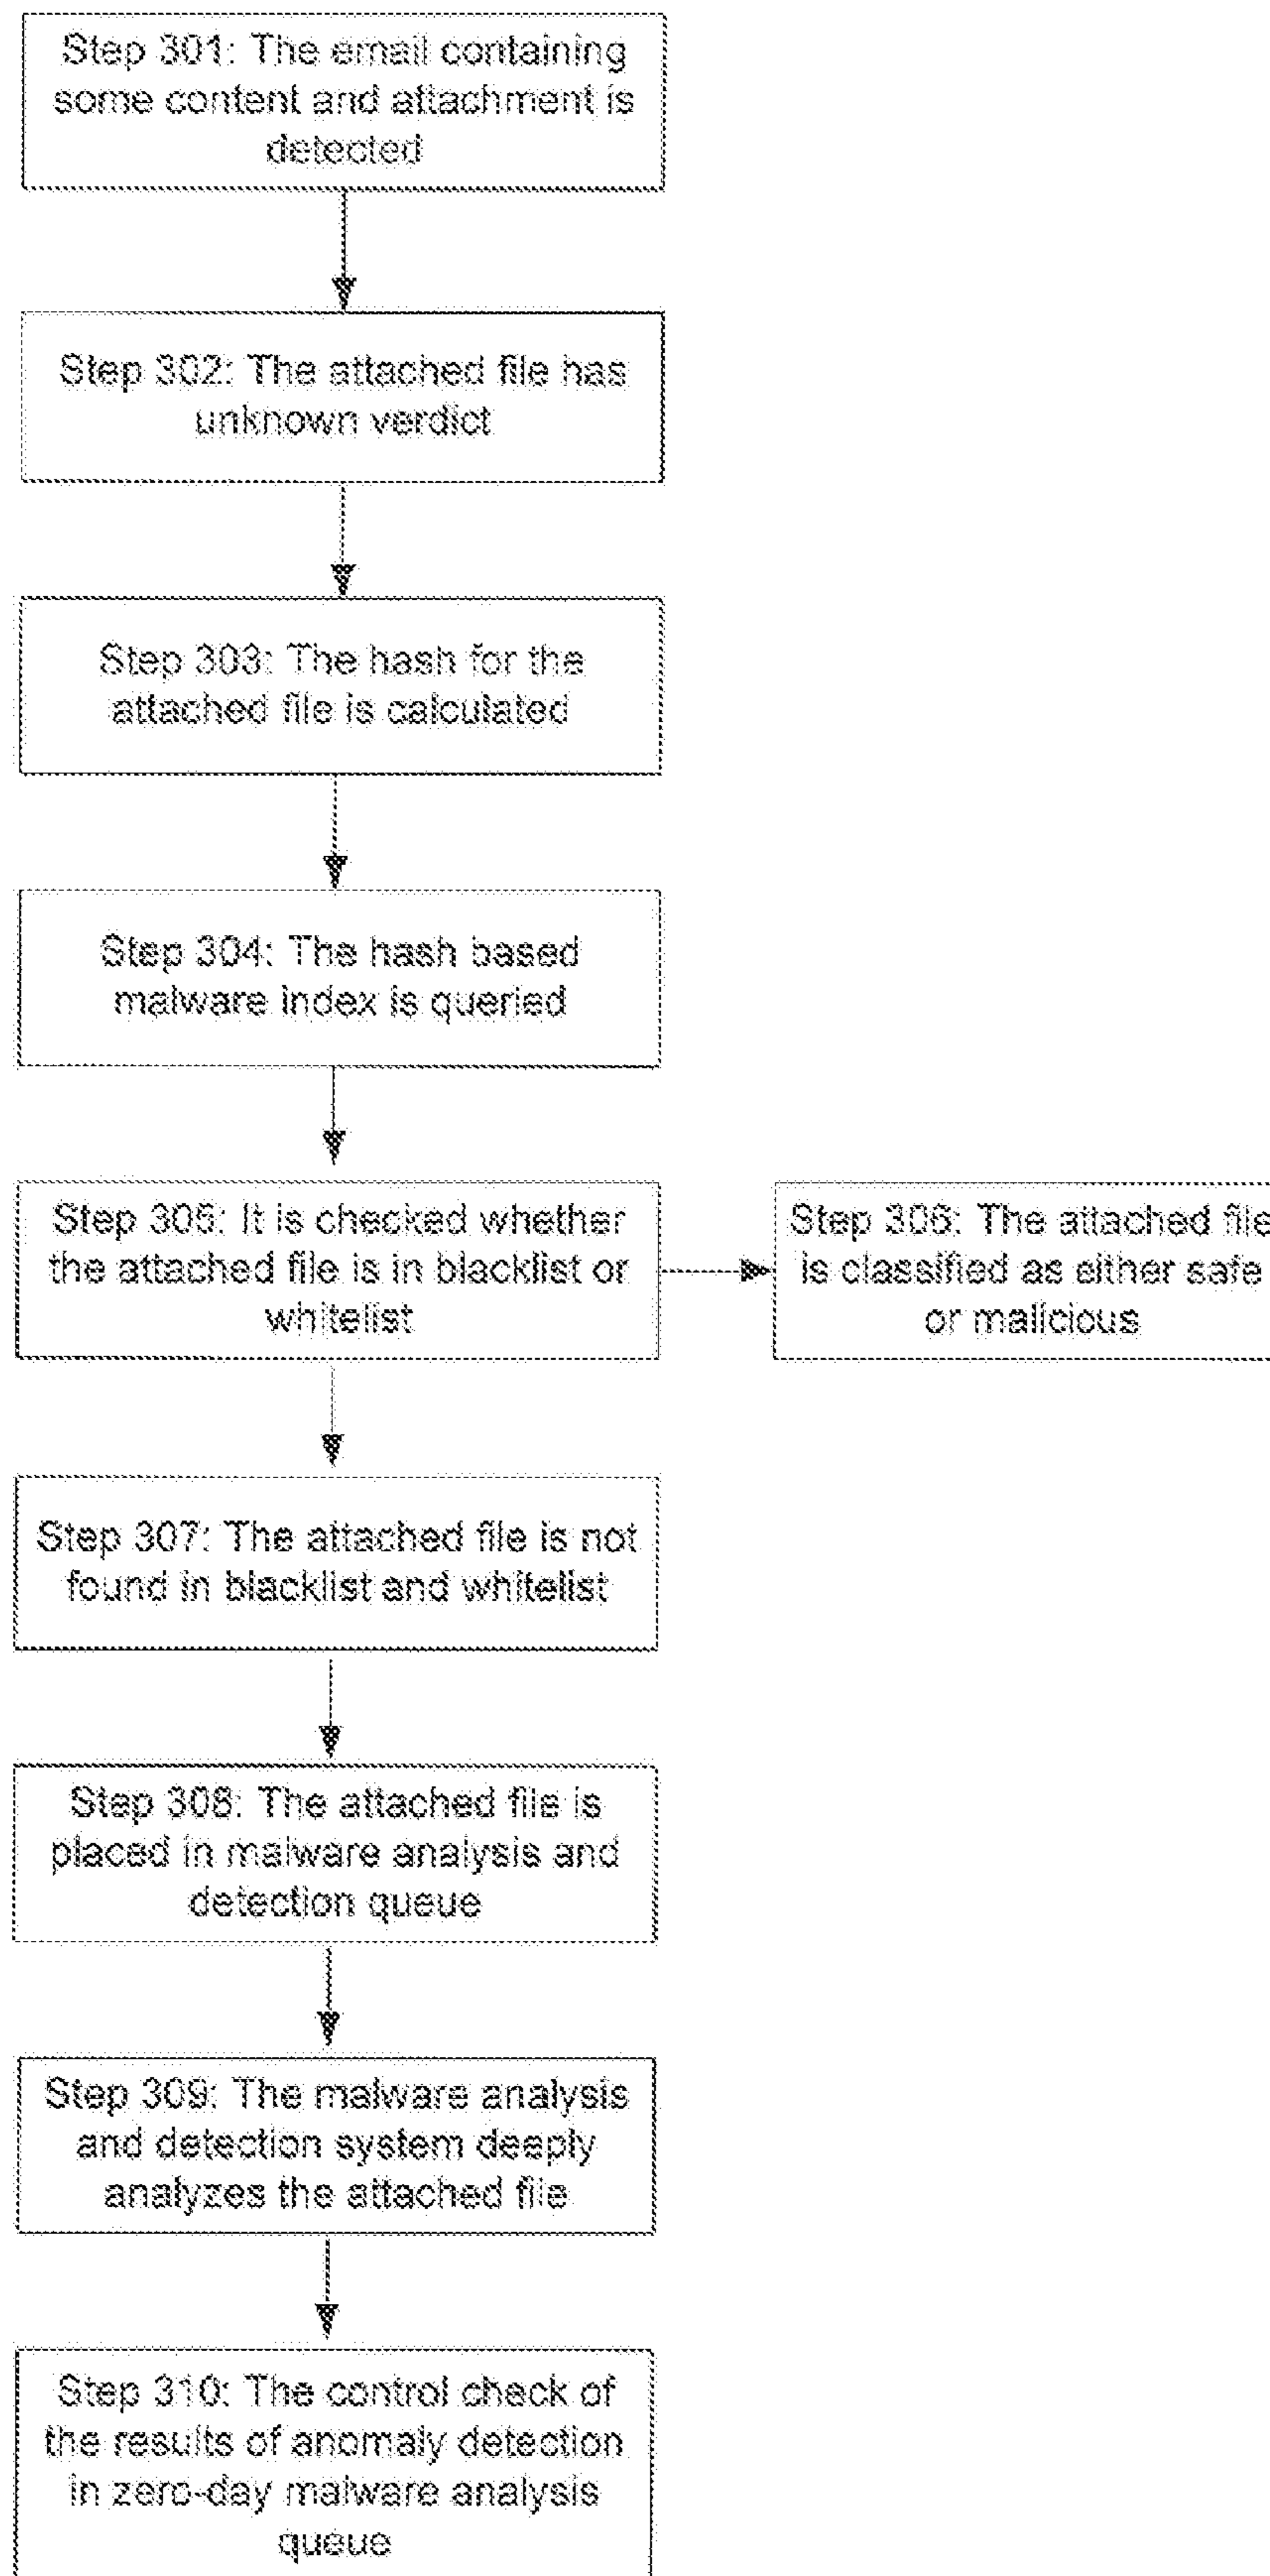 Step 301: The email containing
some content and attachment is
detected
Step 302: The attached file has
unknown verdict
Step 303: The hash for the
attached file is calculated
Step 304: The hash based
malware index is queried
Step 305: It is checked whether
the attached file is in blacklist or
whitelist
Step 306: The attached file
is classified as either safe
or malicious
Step 307: The attached file is not
found in blacklist and whitelist
Step 308: The attached file is
placed in malware analysis and
detection queue
Step 309: The malware analysis
and detection system deeply
analyzes the attached file
Step 310: The control check of
the results of anomaly detection
in zero-day malware analysis
queue